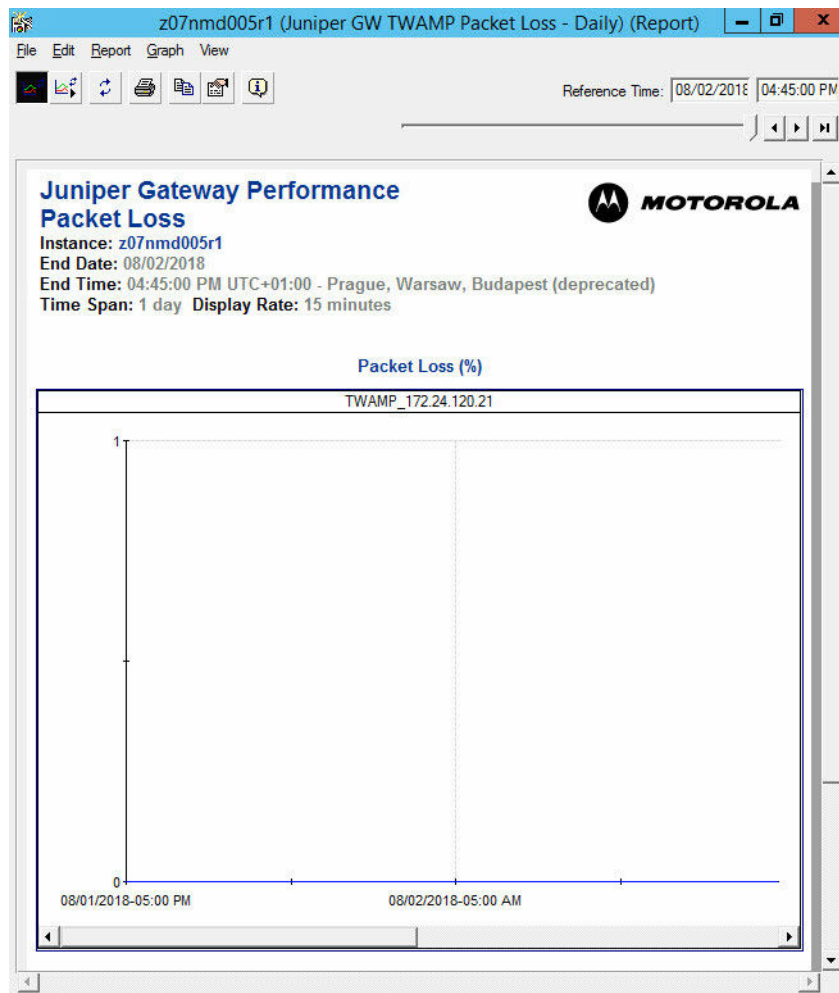 z07nmd005r1 (Juniper GW TWAMP Packet Loss - Daily) (Report)
File Edit Report Graph View
Reference Time: 08/02/2018 04:45:00 PM
Juniper Gateway Performance
Packet Loss
MOTOROLA
Instance: z07nmd005r1
End Date: 08/02/2018
End Time: 04:45:00 PM UTC+01:00 - Prague, Warsaw, Budapest (deprecated)
Time Span: 1 day Display Rate: 15 minutes
Packet Loss (%)
TWAMP_172.24.120.21
1
0
08/01/2018-05:00 PM 08/02/2018-05:00 AM